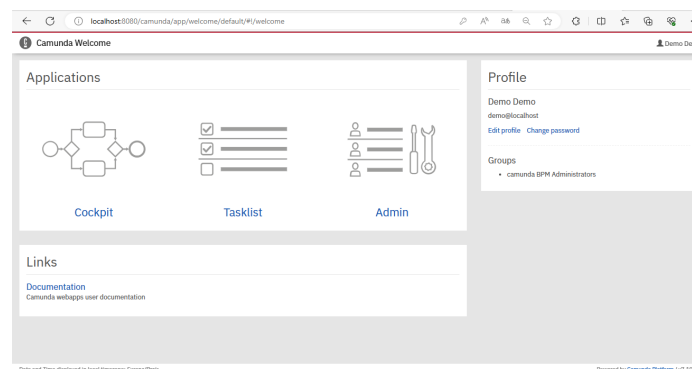 localhost:8080/camunda/app/welcome/default/#!/welcome
Camunda Welcome
Demo De
Applications
Cockpit
Tasklist
Admin
Profile
Demo Demo
demo@localhost
Edit profile Change password
Groups
camunda BPM Administrators
Links
Documentation
Camunda webapps user documentation